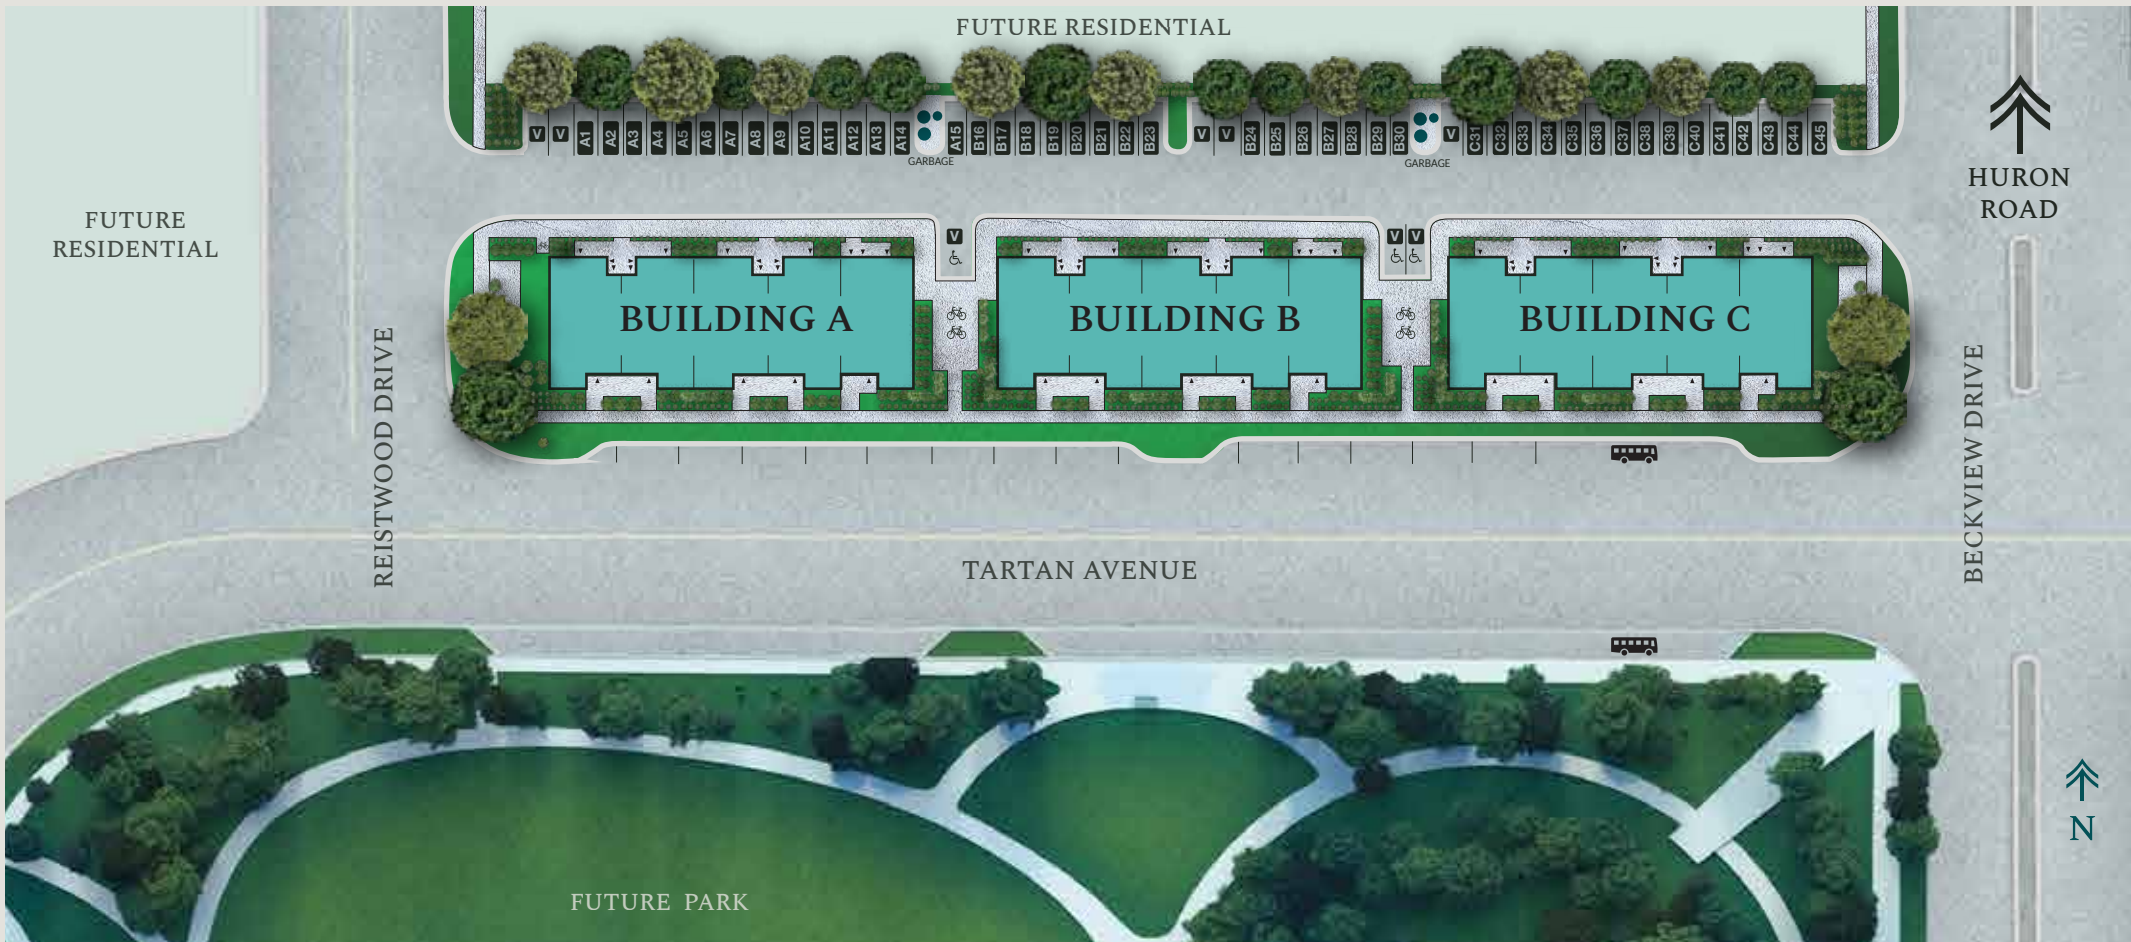 FUTURE RESIDENTIAL
V V A1 A2 A3 A4 A5 A6 A7 A8 A9 A10 A11 A12 A13 A14 A15 B16 B17 B18 B19 B20 B21 B22 B23 V V B24 B25 B26 B27 B28 B29 B30 V C31 C32 C33 C34 C35 C36 C37 C38 C39 C40 C41 C42 C43 C44 C45
GARBAGE
GARBAGE
HURON
ROAD
FUTURE
RESIDENTIAL
V
V V
BUILDING A
BUILDING B
BUILDING C
REISTWOOD DRIVE
BECKVIEW DRIVE
TARTAN AVENUE
N
FUTURE PARK